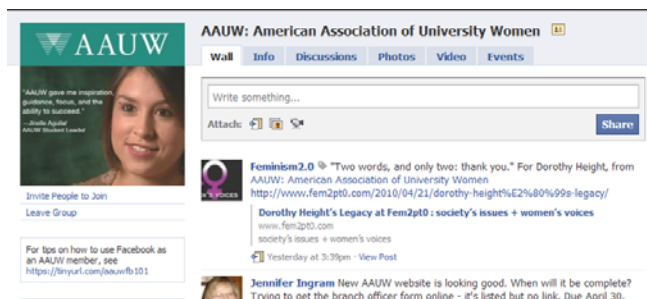 AAUW
"AAUW gave me inspiration,
guidance, focus, and the
ability to succeed."
AAUW Student Leader
Invite People to Join
Leave Group
For tips on how to use Facebook as
an AAUW member, see
https://tinyurl.com/aauwfb101
AAUW: American Association of University Women
Wall Info Discussions Photos Video Events
Write something...
Attach:
Share
Feminism2.0 "Two words, and only two: thank you." For Dorothy Height, from
AAUW: American Association of University Women
http://www.fem2pt0.com/2010/04/21/dorothy-height%E2%80%99s-legacy/
Dorothy Height's Legacy at Fem2pt0 : society's issues + women's voices
www.fem2pt0.com
society's issues + women's voices
Yesterday at 3:39pm · View Post
Jennifer Ingram New AAUW website is looking good. When will it be complete?
Trying to get the branch officer form online - it's listed but no link. Due April 30.